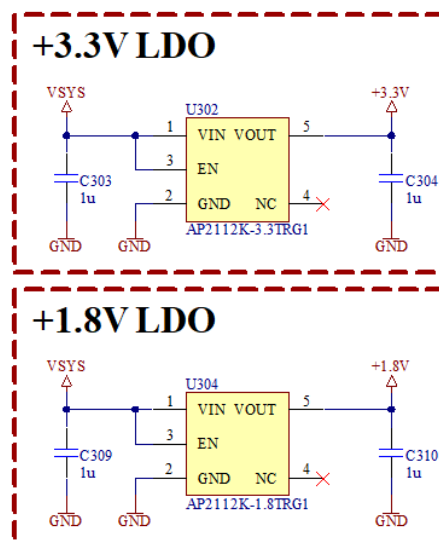 +3.3V LDO
VSYS
U302
+3.3V
1 VIN VOUT 5
3 EN
C303
1u
2 GND NC 4
C304
1u
GND GND AP2112K-3.3TRG1 GND
+1.8V LDO
VSYS
U304
+1.8V
1 VIN VOUT 5
3 EN
C309
1u
2 GND NC 4
C310
1u
GND GND AP2112K-1.8TRG1 GND